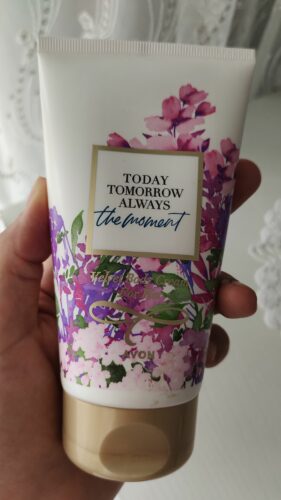 TODAY
TOMORROW
ALWAYS
the moment
AVON